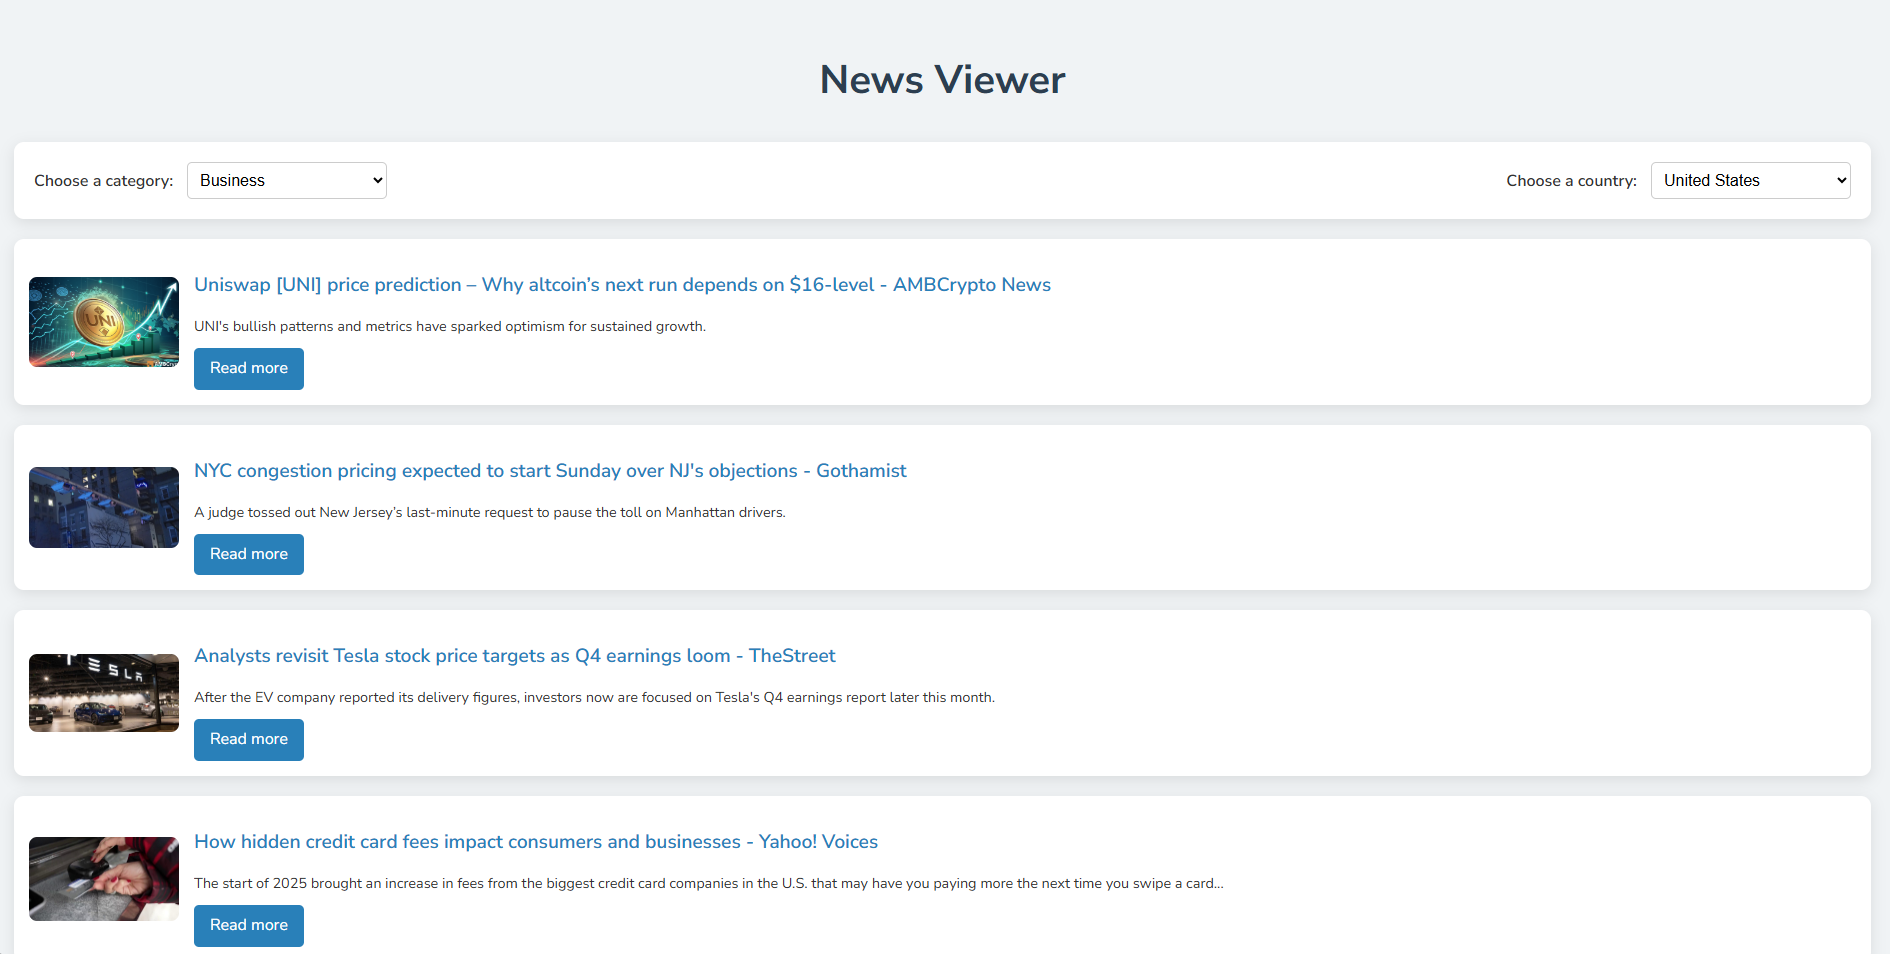 News Viewer
Choose a category: Business
Choose a country: United States
Uniswap [UNI] price prediction – Why altcoin’s next run depends on $16-level - AMBCrypto News
UNI
UNI's bullish patterns and metrics have sparked optimism for sustained growth.
Read more
NYC congestion pricing expected to start Sunday over NJ's objections - Gothamist
A judge tossed out New Jersey’s last-minute request to pause the toll on Manhattan drivers.
Read more
Analysts revisit Tesla stock price targets as Q4 earnings loom - TheStreet
TESLA
After the EV company reported its delivery figures, investors now are focused on Tesla's Q4 earnings report later this month.
Read more
How hidden credit card fees impact consumers and businesses - Yahoo! Voices
The start of 2025 brought an increase in fees from the biggest credit card companies in the U.S. that may have you paying more the next time you swipe a card...
Read more